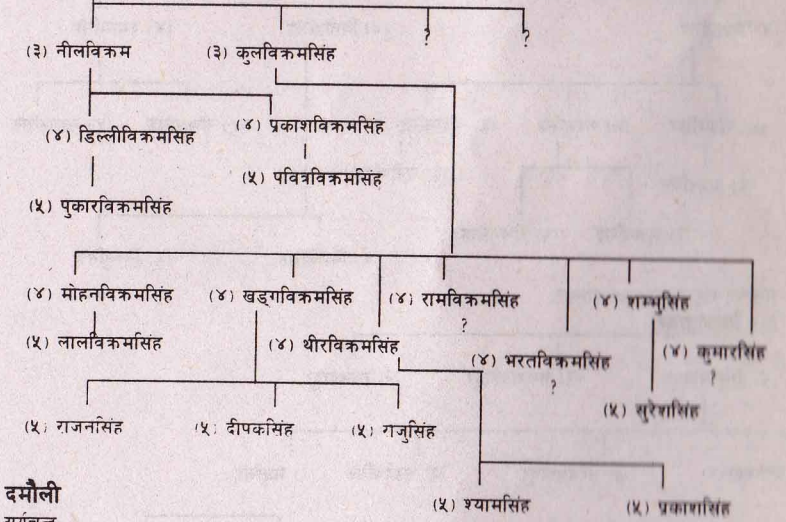 ? ?
(३) नीलविक्रम (३) कुलविक्रमसिंह
(४) डिल्लीविक्रमसिंह (४) प्रकाशविक्रमसिंह
(५) पवित्रविक्रमसिंह
(५) पुकारविक्रमसिंह
(४) मोहनविक्रमसिंह (४) खड्गविक्रमसिंह (४) रामविक्रमसिंह (४) शम्भुसिंह
?
(५) लालविक्रमसिंह (४) थीरविक्रमसिंह (४) भरतविक्रमसिंह (४) कुमारसिंह
? ?
(५) राजनसिंह (५) दीपकसिंह (५) राजुसिंह (५) सुरेशसिंह
दमौली
(५) श्यामसिंह (५) प्रकाशसिंह